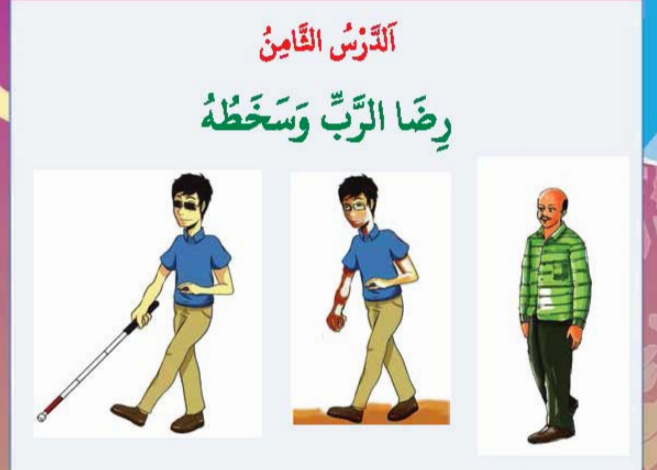 اَلدَّرْسُ الثَّامِنُ
رِضَا الرَّبِّ وَسَخَطُهُ